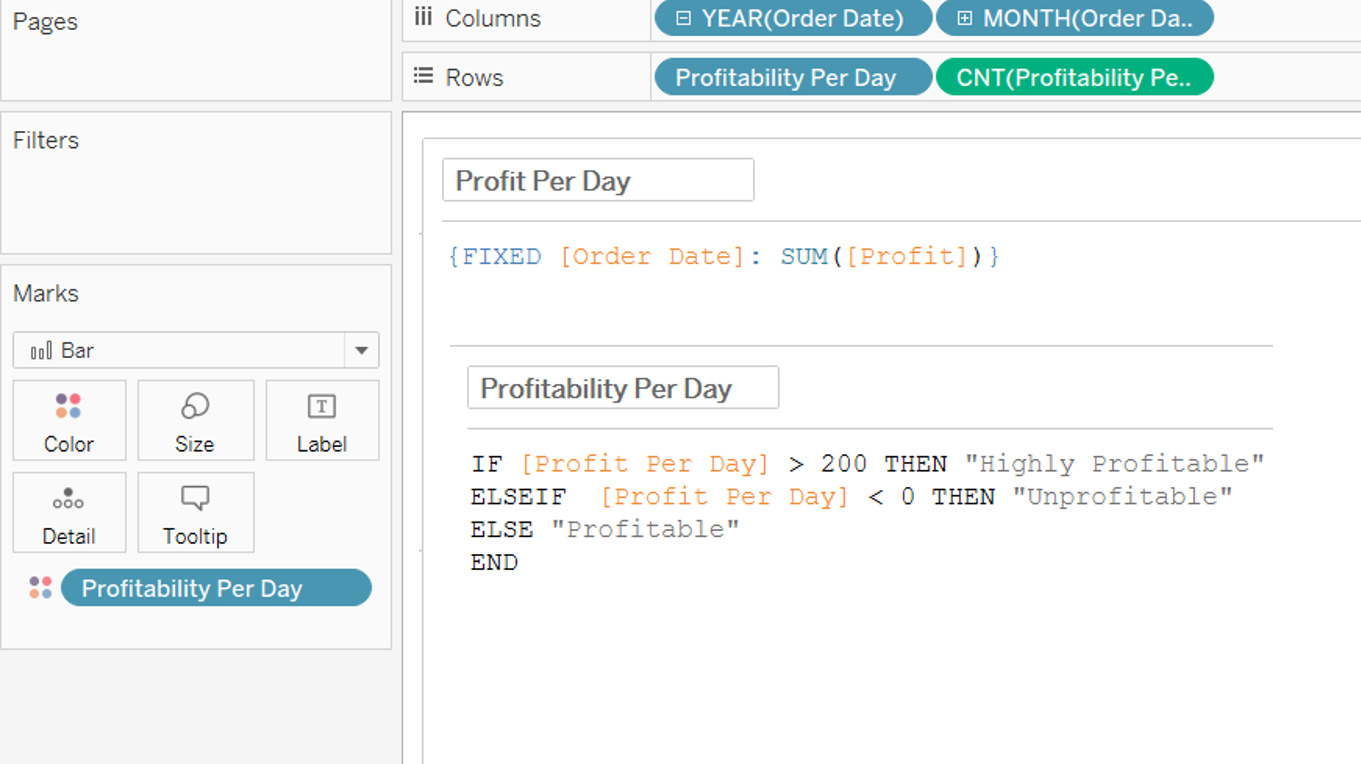 Pages
Columns
YEAR(Order Date)
MONTH(Order Da..
Rows
Profitability Per Day
CNT(Profitability Pe..
Filters
Marks
Bar
Color
Size
Label
Detail
Tooltip
Profitability Per Day
Profit Per Day
{FIXED [Order Date]: SUM([Profit])}
Profitability Per Day
IF [Profit Per Day] > 200 THEN "Highly Profitable"
ELSEIF  [Profit Per Day] < 0 THEN "Unprofitable"
ELSE "Profitable"
END